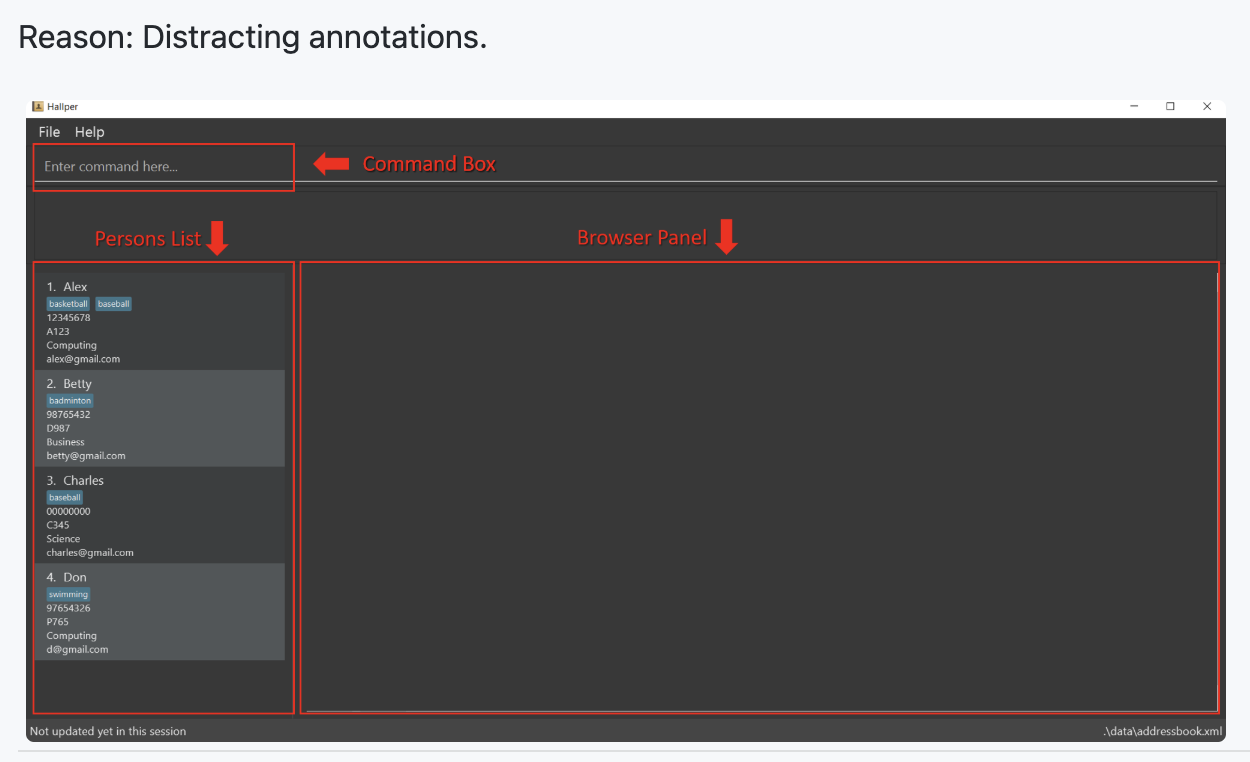 Reason: Distracting annotations.
Hallper
File Help
Enter command here...
Command Box
Persons List
Browser Panel
1. Alex
basketball baseball
12345678
A123
Computing
alex@gmail.com
2. Betty
badminton
98765432
D987
Business
betty@gmail.com
3. Charles
baseball
00000000
C345
Science
charles@gmail.com
4. Don
swimming
97654326
P765
Computing
d@gmail.com
Not updated yet in this session
.\data\addressbook.xml